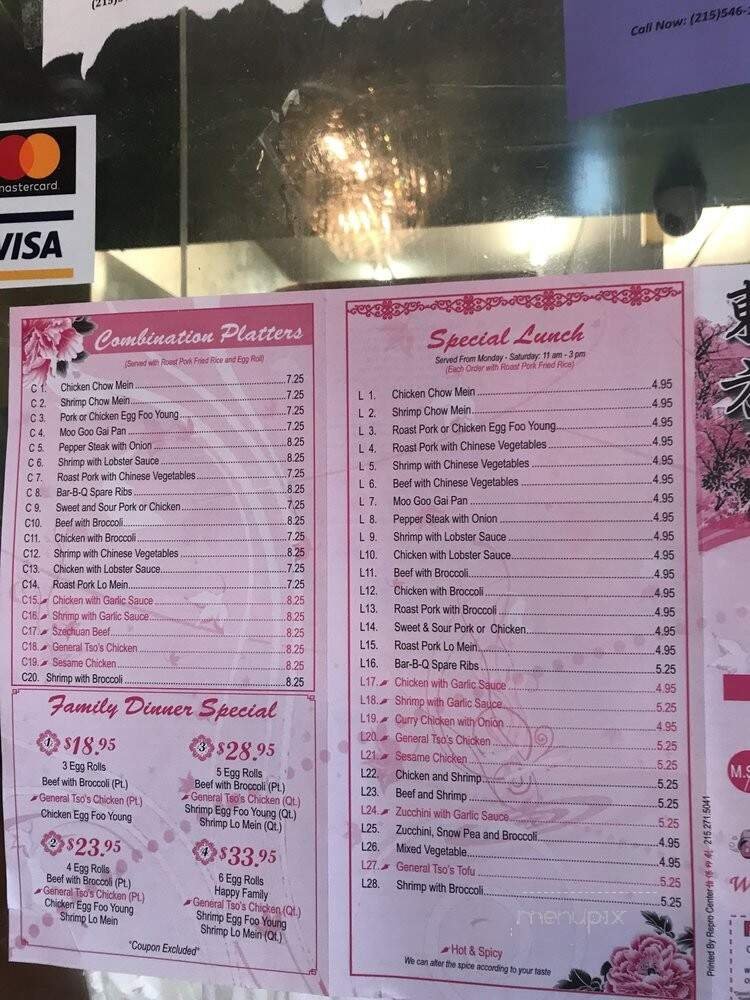 (215)5
Call Now: (215)546-
mastercard
VISA
Combination Platters
(Served with Roast Pork Fried Rice and Egg Roll)
C 1. Chicken Chow Mein 7.25
C 2. Shrimp Chow Mein 7.25
C 3. Pork or Chicken Egg Foo Young 7.25
C 4. Moo Goo Gai Pan 7.25
C 5. Pepper Steak with Onion 8.25
C 6. Shrimp with Lobster Sauce 8.25
C 7. Roast Pork with Chinese Vegetables 7.25
C 8. Bar-B-Q Spare Ribs 8.25
C 9. Sweet and Sour Pork or Chicken 7.25
C10. Beef with Broccoli 8.25
C11. Chicken with Broccoli 7.25
C12. Shrimp with Chinese Vegetables 8.25
C13. Chicken with Lobster Sauce 7.25
C14. Roast Pork Lo Mein 7.25
C15. Chicken with Garlic Sauce 8.25
C16. Shrimp with Garlic Sauce 8.25
C17. Szechuan Beef 8.25
C18. General Tso's Chicken 8.25
C19. Sesame Chicken 8.25
C20. Shrimp with Broccoli 8.25
Family Dinner Special
1 $18.95
3 Egg Rolls
Beef with Broccoli (Pt.)
General Tso's Chicken (Pt.)
Chicken Egg Foo Young
2 $23.95
4 Egg Rolls
Beef with Broccoli (Pt.)
General Tso's Chicken (Pt.)
Chicken Egg Foo Young
Shrimp Lo Mein
3 $28.95
5 Egg Rolls
Beef with Broccoli (Pt.)
General Tso's Chicken (Qt.)
Shrimp Egg Foo Young (Qt.)
Shrimp Lo Mein (Qt.)
4 $33.95
6 Egg Rolls
Happy Family
General Tso's Chicken (Qt.)
Shrimp Egg Foo Young
Shrimp Lo Mein (Qt.)
*Coupon Excluded*
Special Lunch
Served From Monday - Saturday: 11 am - 3 pm
(Each Order with Roast Pork Fried Rice)
L 1. Chicken Chow Mein 4.95
L 2. Shrimp Chow Mein 4.95
L 3. Roast Pork or Chicken Egg Foo Young 4.95
L 4. Roast Pork with Chinese Vegetables 4.95
L 5. Shrimp with Chinese Vegetables 4.95
L 6. Beef with Chinese Vegetables 4.95
L 7. Moo Goo Gai Pan 4.95
L 8. Pepper Steak with Onion 4.95
L 9. Shrimp with Lobster Sauce 4.95
L10. Chicken with Lobster Sauce 4.95
L11. Beef with Broccoli 4.95
L12. Chicken with Broccoli 4.95
L13. Roast Pork with Broccoli 4.95
L14. Sweet & Sour Pork or Chicken 4.95
L15. Roast Pork Lo Mein 4.95
L16. Bar-B-Q Spare Ribs 5.25
L17. Chicken with Garlic Sauce 4.95
L18. Shrimp with Garlic Sauce 5.25
L19. Curry Chicken with Onion 4.95
L20. General Tso's Chicken 5.25
L21. Sesame Chicken 5.25
L22. Chicken and Shrimp 5.25
L23. Beef and Shrimp 5.25
L24. Zucchini with Garlic Sauce 5.25
L25. Zucchini, Snow Pea and Broccoli 4.95
L26. Mixed Vegetable 4.95
L27. General Tso's Tofu 5.25
L28. Shrimp with Broccoli 5.25
Hot & Spicy
We can alter the spice according to your taste
menupix
Printed By Repro Center 215 271 5041
M.S